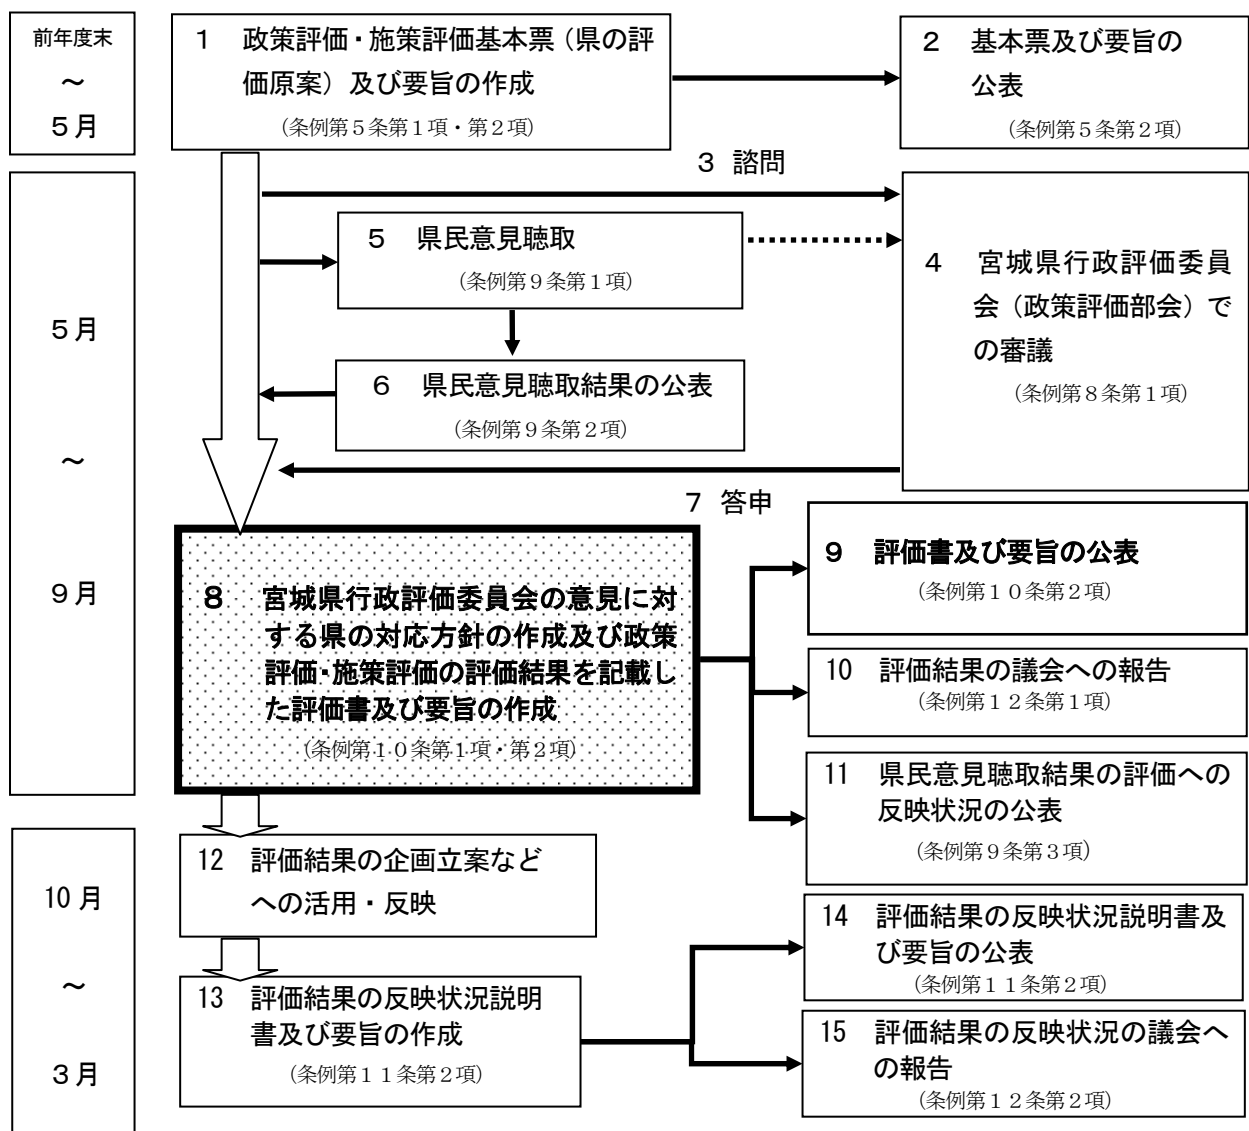 前年度末
～
５月
１　政策評価・施策評価基本票（県の評
価原案）及び要旨の作成
（条例第５条第１項・第２項）
２　基本票及び要旨の
公表
（条例第５条第２項）
３ 諮問
５月
～
９月
５　県民意見聴取
（条例第９条第１項）
４　宮城県行政評価委員
会（政策評価部会）で
の審議
（条例第８条第１項）
６　県民意見聴取結果の公表
（条例第９条第２項）
７ 答申
８　宮城県行政評価委員会の意見に対
する県の対応方針の作成及び政策
評価・施策評価の評価結果を記載し
た評価書及び要旨の作成
（条例第１０条第１項・第２項）
９　評価書及び要旨の公表
（条例第１０条第２項）
10　評価結果の議会への報告
（条例第１２条第１項）
11　県民意見聴取結果の評価への
反映状況の公表
（条例第９条第３項）
10 月
～
３月
12　評価結果の企画立案など
への活用・反映
13　評価結果の反映状況説明
書及び要旨の作成
（条例第１１条第２項）
14　評価結果の反映状況説明書及
び要旨の公表
（条例第１１条第２項）
15　評価結果の反映状況の議会へ
の報告
（条例第１２条第２項）